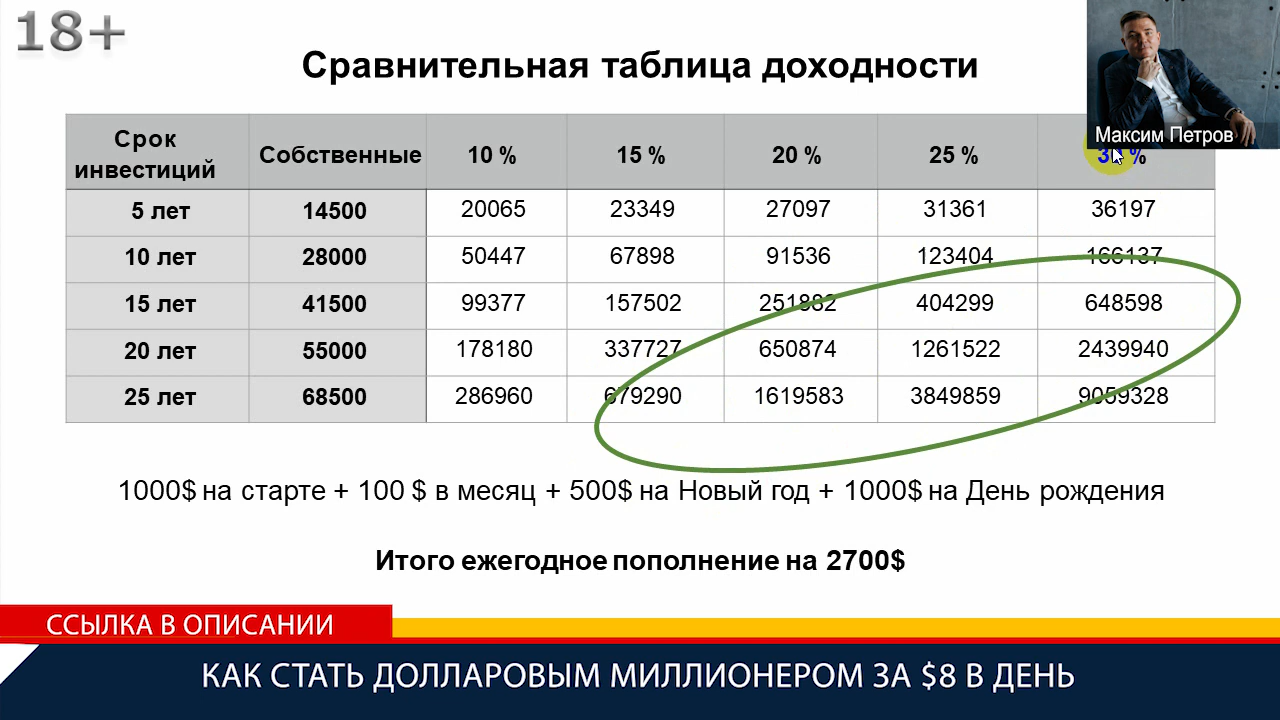 18+
Сравнительная таблица доходности
Максим Петров
Срок инвестиций Собственные 10 % 15 % 20 % 25 % 30 %
5 лет 14500 20065 23349 27097 31361 36197
10 лет 28000 50447 67898 91536 123404 166137
15 лет 41500 99377 157502 251882 404299 648598
20 лет 55000 178180 337727 650874 1261522 2439940
25 лет 68500 286960 679290 1619583 3849859 9059328
1000$ на старте + 100 $ в месяц + 500$ на Новый год + 1000$ на День рождения
Итого ежегодное пополнение на 2700$
ССЫЛКА В ОПИСАНИИ
КАК СТАТЬ ДОЛЛАРОВЫМ МИЛЛИОНЕРОМ ЗА $8 В ДЕНЬ